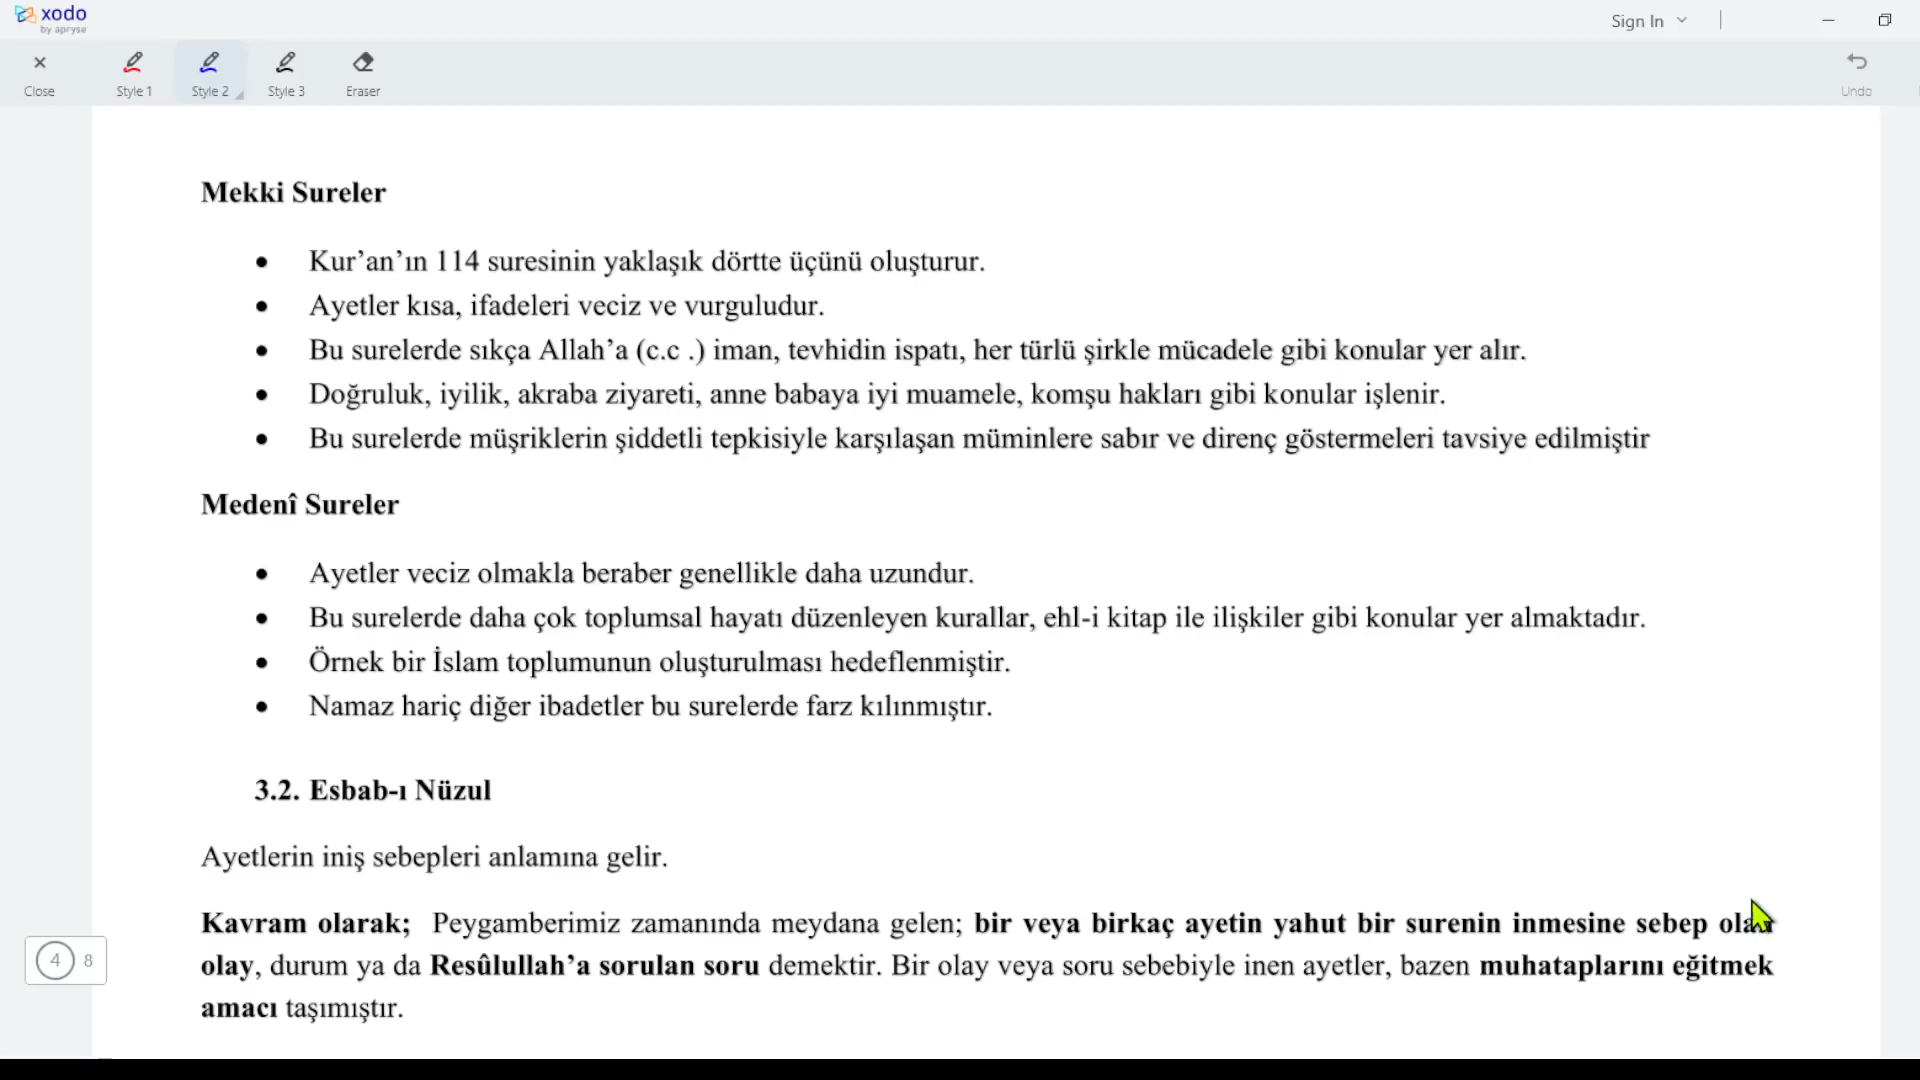 xodo
by apryse
Sign In
Close
Style 1
Style 2
Style 3
Eraser
Undo
Mekki Sureler
• Kur’an’ın 114 suresinin yaklaşık dörtte üçünü oluşturur.
• Ayetler kısa, ifadeleri veciz ve vurguludur.
• Bu surelerde sıkça Allah’a (c.c .) iman, tevhidin ispatı, her türlü şirkle mücadele gibi konular yer alır.
• Doğruluk, iyilik, akraba ziyareti, anne babaya iyi muamele, komşu hakları gibi konular işlenir.
• Bu surelerde müşriklerin şiddetli tepkisiyle karşılaşan müminlere sabır ve direnç göstermeleri tavsiye edilmiştir
Medenî Sureler
• Ayetler veciz olmakla beraber genellikle daha uzundur.
• Bu surelerde daha çok toplumsal hayatı düzenleyen kurallar, ehl-i kitap ile ilişkiler gibi konular yer almaktadır.
• Örnek bir İslam toplumunun oluşturulması hedeflenmiştir.
• Namaz hariç diğer ibadetler bu surelerde farz kılınmıştır.
3.2. Esbab-ı Nüzul
Ayetlerin iniş sebepleri anlamına gelir.
Kavram olarak; Peygamberimiz zamanında meydana gelen; bir veya birkaç ayetin yahut bir surenin inmesine sebep olan
olay, durum ya da Resûlullah’a sorulan soru demektir. Bir olay veya soru sebebiyle inen ayetler, bazen muhataplarını eğitmek
amacı taşımıştır.
4 8